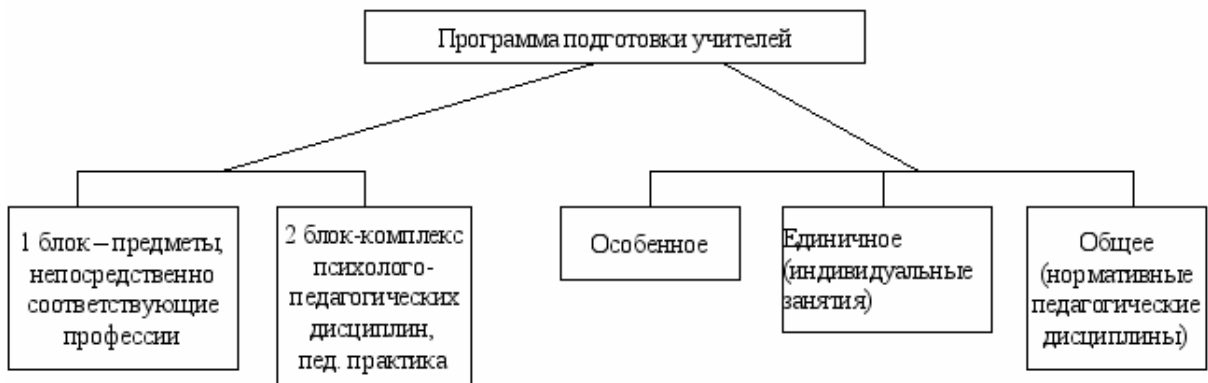 Программа подготовки учителей
1 блок – предметы,
непосредственно
соответствующие
профессии
2 блок-комплекс
психолого-
педагогических
дисциплин,
пед. практика
Особенное
Единичное
(индивидуальные
занятия)
Общее
(нормативные
педагогические
дисциплины)